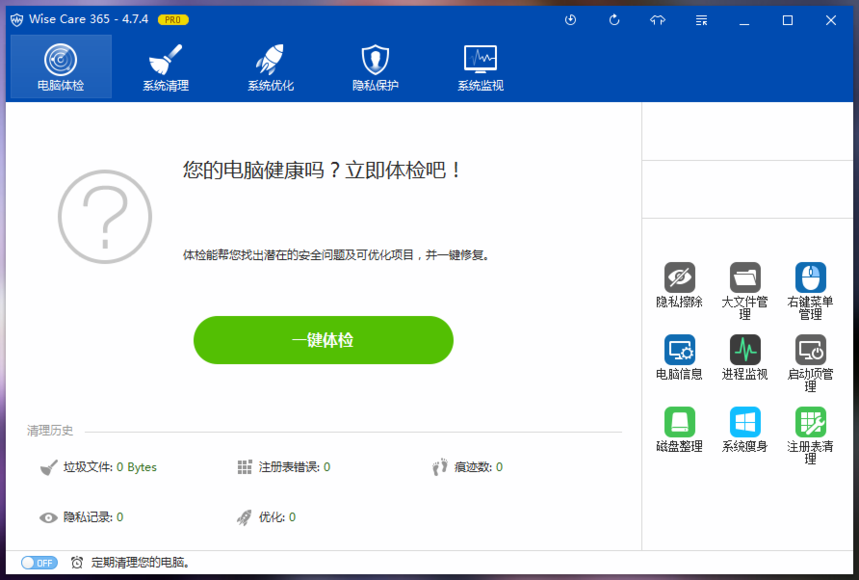 Wise Care 365 - 4.7.4 PRO
电脑体检 系统清理 系统优化 隐私保护 系统监视
您的电脑健康吗？立即体检吧！
体检能帮您找出潜在的安全问题及可优化项目，并一键修复。
一键体检
清理历史
垃圾文件: 0 Bytes 注册表错误: 0 痕迹数: 0
隐私记录: 0 优化: 0
隐私擦除 大文件管
理 右键菜单
管理
电脑信息 进程监视 启动项管
理
磁盘整理 系统瘦身 注册表清
理
OFF 定期清理您的电脑。